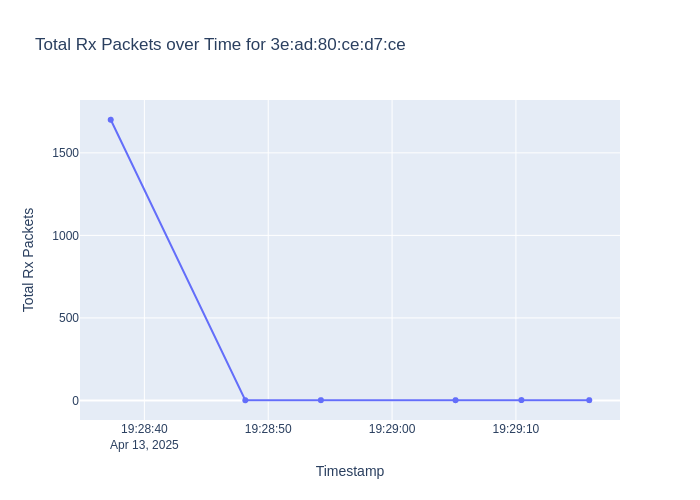 Total Rx Packets over Time for 3e:ad:80:ce:d7:ce
Total Rx Packets
1500
1000
500
0
19:28:40 19:28:50 19:29:00 19:29:10
Apr 13, 2025
Timestamp